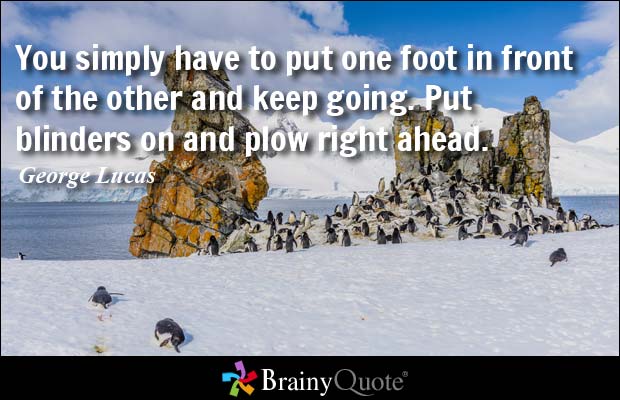 You simply have to put one foot in front
of the other and keep going. Put
blinders on and plow right ahead.
George Lucas
BrainyQuote®